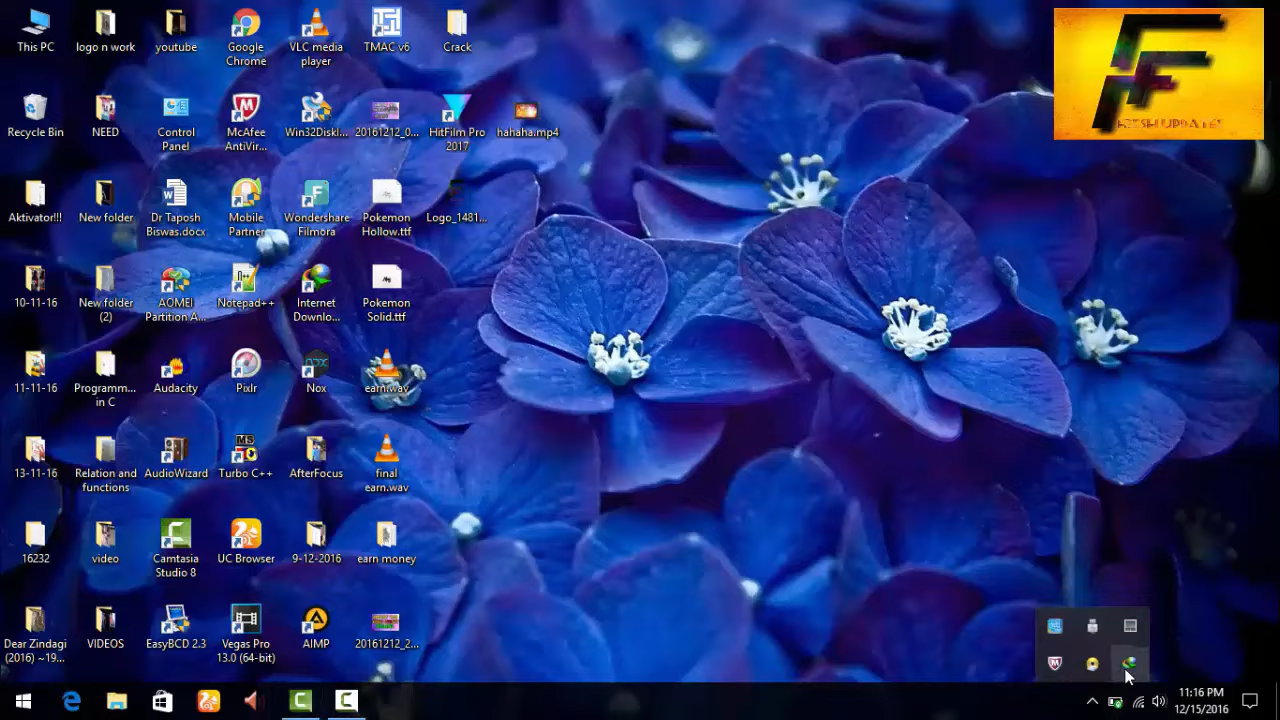 This PC
logo n work
youtube
Google
Chrome
VLC media
player
TMAC v6
Crack
Recycle Bin
NEED
Control
Panel
McAfee
AntiVir...
Win32DiskI...
20161212_0...
HitFilm Pro
2017
hahaha.mp4
Aktivator!!!
New folder
Dr Taposh
Biswas.docx
Mobile
Partner
Wondershare
Filmora
Pokemon
Hollow.ttf
Logo_1481...
10-11-16
New folder
(2)
AOMEI
Partition A...
Notepad++
Internet
Downlo...
Pokemon
Solid.ttf
11-11-16
Programm...
in C
Audacity
Pixlr
Nox
earn.wav
13-11-16
Relation and
functions
AudioWizard
Turbo C++
AfterFocus
final
earn.wav
16232
video
Camtasia
Studio 8
UC Browser
9-12-2016
earn money
Dear Zindagi
(2016) ~19...
VIDEOS
EasyBCD 2.3
Vegas Pro
13.0 (64-bit)
AIMP
20161212_2...
11:16 PM
12/15/2016